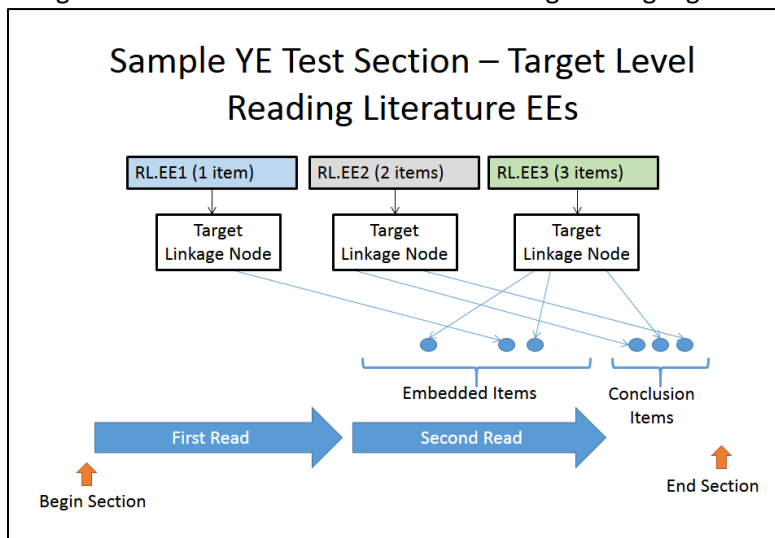 Sample YE Test Section – Target Level
Reading Literature EEs
RL.EE1 (1 item)
RL.EE2 (2 items)
RL.EE3 (3 items)
Target
Linkage Node
Target
Linkage Node
Target
Linkage Node
Embedded Items
Conclusion
Items
First Read
Second Read
Begin Section
End Section